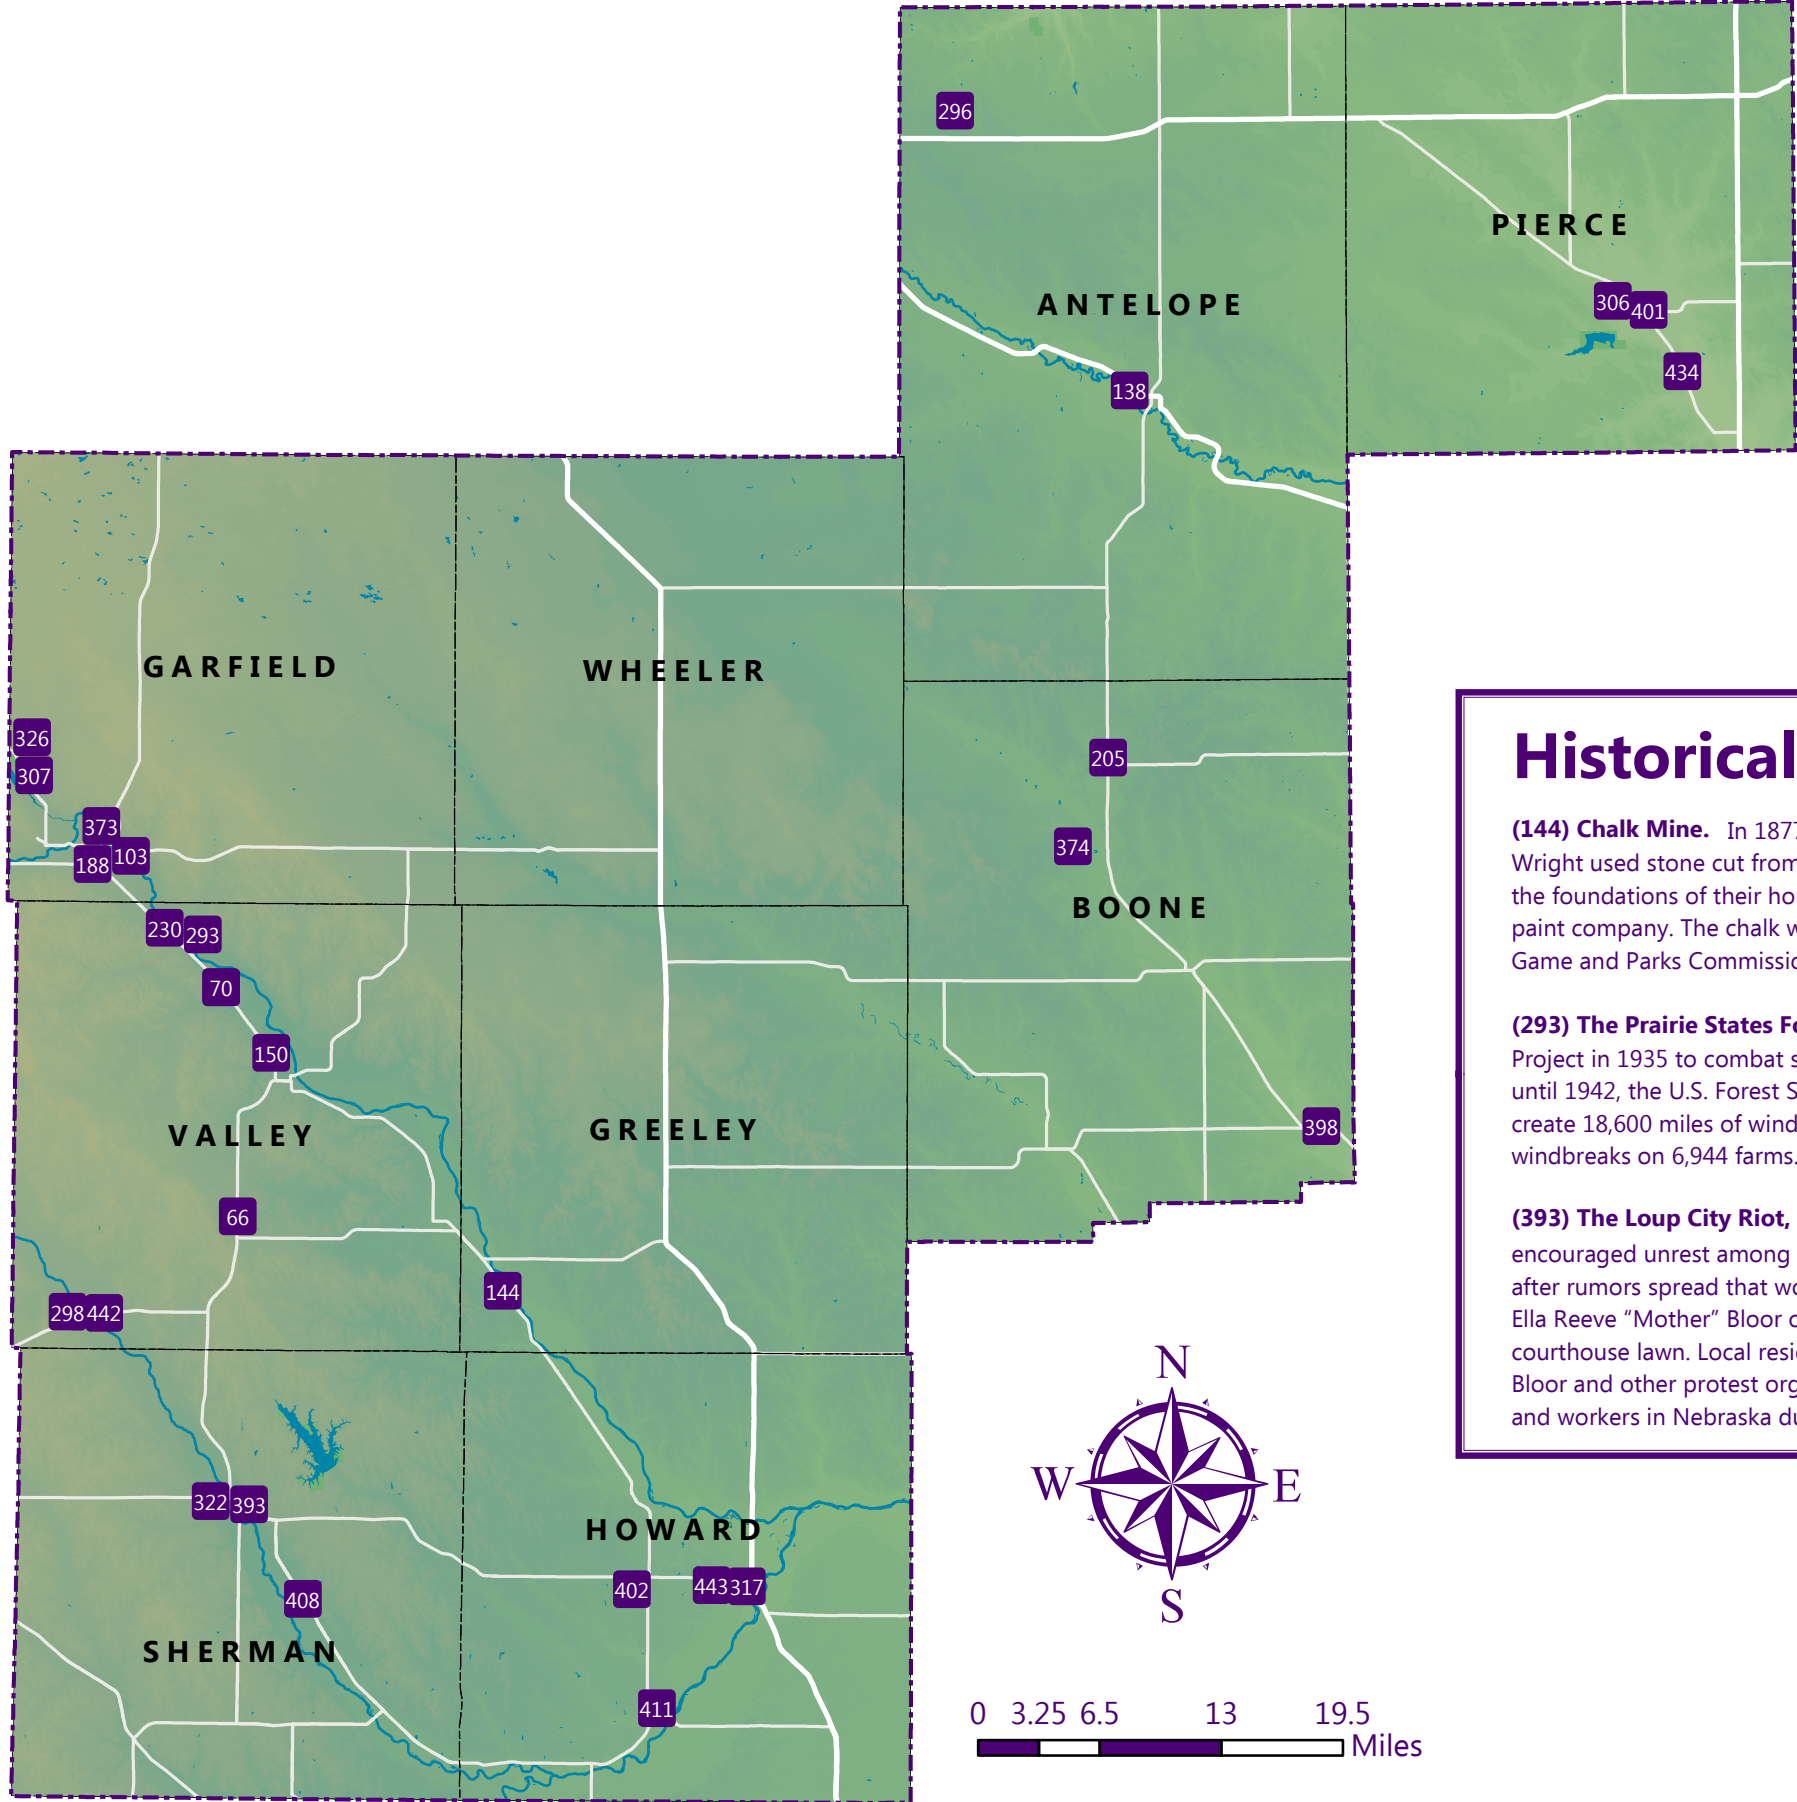 296
PIERCE
ANTELOPE
306
401
434
138
GARFIELD
WHEELER
326
307
373
103
188
205
374
BOONE
230
293
70
150
VALLEY
GREELEY
398
66
298
442
144
322
393
HOWARD
402
443
317
408
SHERMAN
411
N
W
E
S
0 3.25 6.5 13 19.5
Miles
Historical
(144) Chalk Mine. In 1877
Wright used stone cut from
the foundations of their ho
paint company. The chalk w
Game and Parks Commissio
(293) The Prairie States Fo
Project in 1935 to combat s
until 1942, the U.S. Forest S
create 18,600 miles of wind
windbreaks on 6,944 farms.
(393) The Loup City Riot,
encouraged unrest among
after rumors spread that wo
Ella Reeve “Mother” Bloor o
courthouse lawn. Local resid
Bloor and other protest org
and workers in Nebraska du